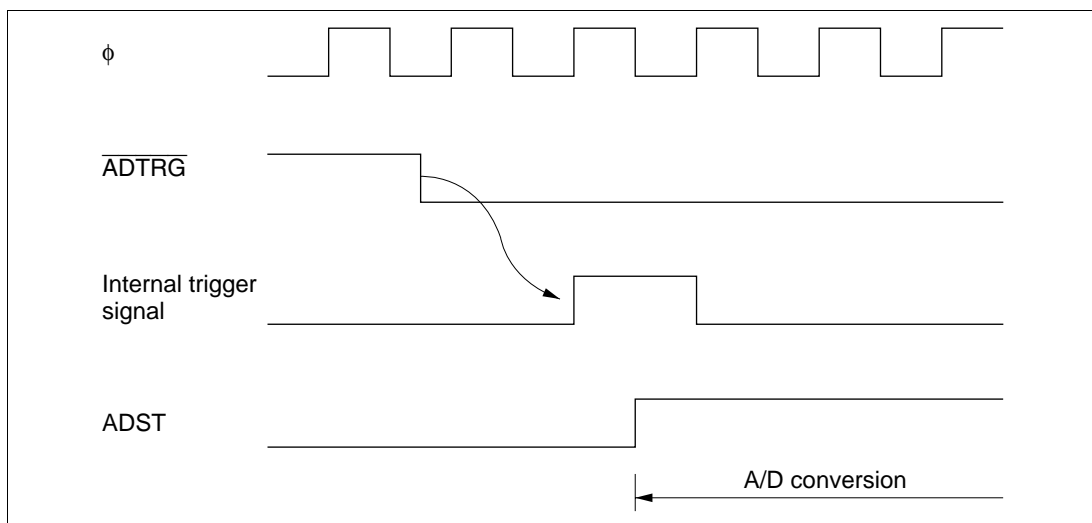 ϕ
ADTRG
Internal trigger
signal
ADST
A/D conversion